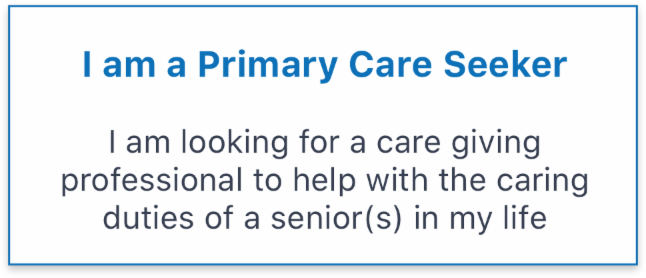 I am a Primary Care Seeker
I am looking for a care giving
professional to help with the caring
duties of a senior(s) in my life